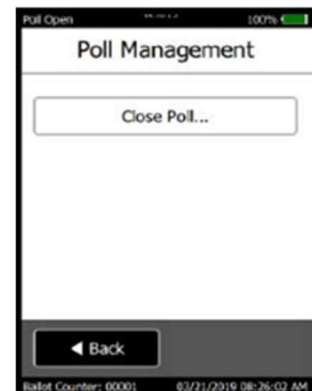 Poll Open 100%
Poll Management
Close Poll...
◀ Back
Ballot Counter: 00001 03/21/2019 08:26:02 AM